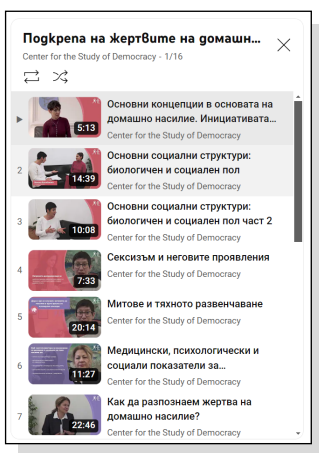 Подкрепа на жертвите на домашн...
Center for the Study of Democracy - 1/16
Основни концепции в основата на
домашно насилие. Инициативата...
Center for the Study of Democracy
5:13
2
Основни социални структури:
биологичен и социален пол
Center for the Study of Democracy
14:39
3
Основни социални структури:
биологичен и социален пол част 2
Center for the Study of Democracy
10:08
4
Сексизъм и неговите проявления
Center for the Study of Democracy
7:33
5
Митове и тяхното развенчаване
Center for the Study of Democracy
20:14
6
Медицински, психологически и
социали показатели за...
Center for the Study of Democracy
11:27
7
Как да разпознаем жертва на
домашно насилие?
Center for the Study of Democracy
22:46